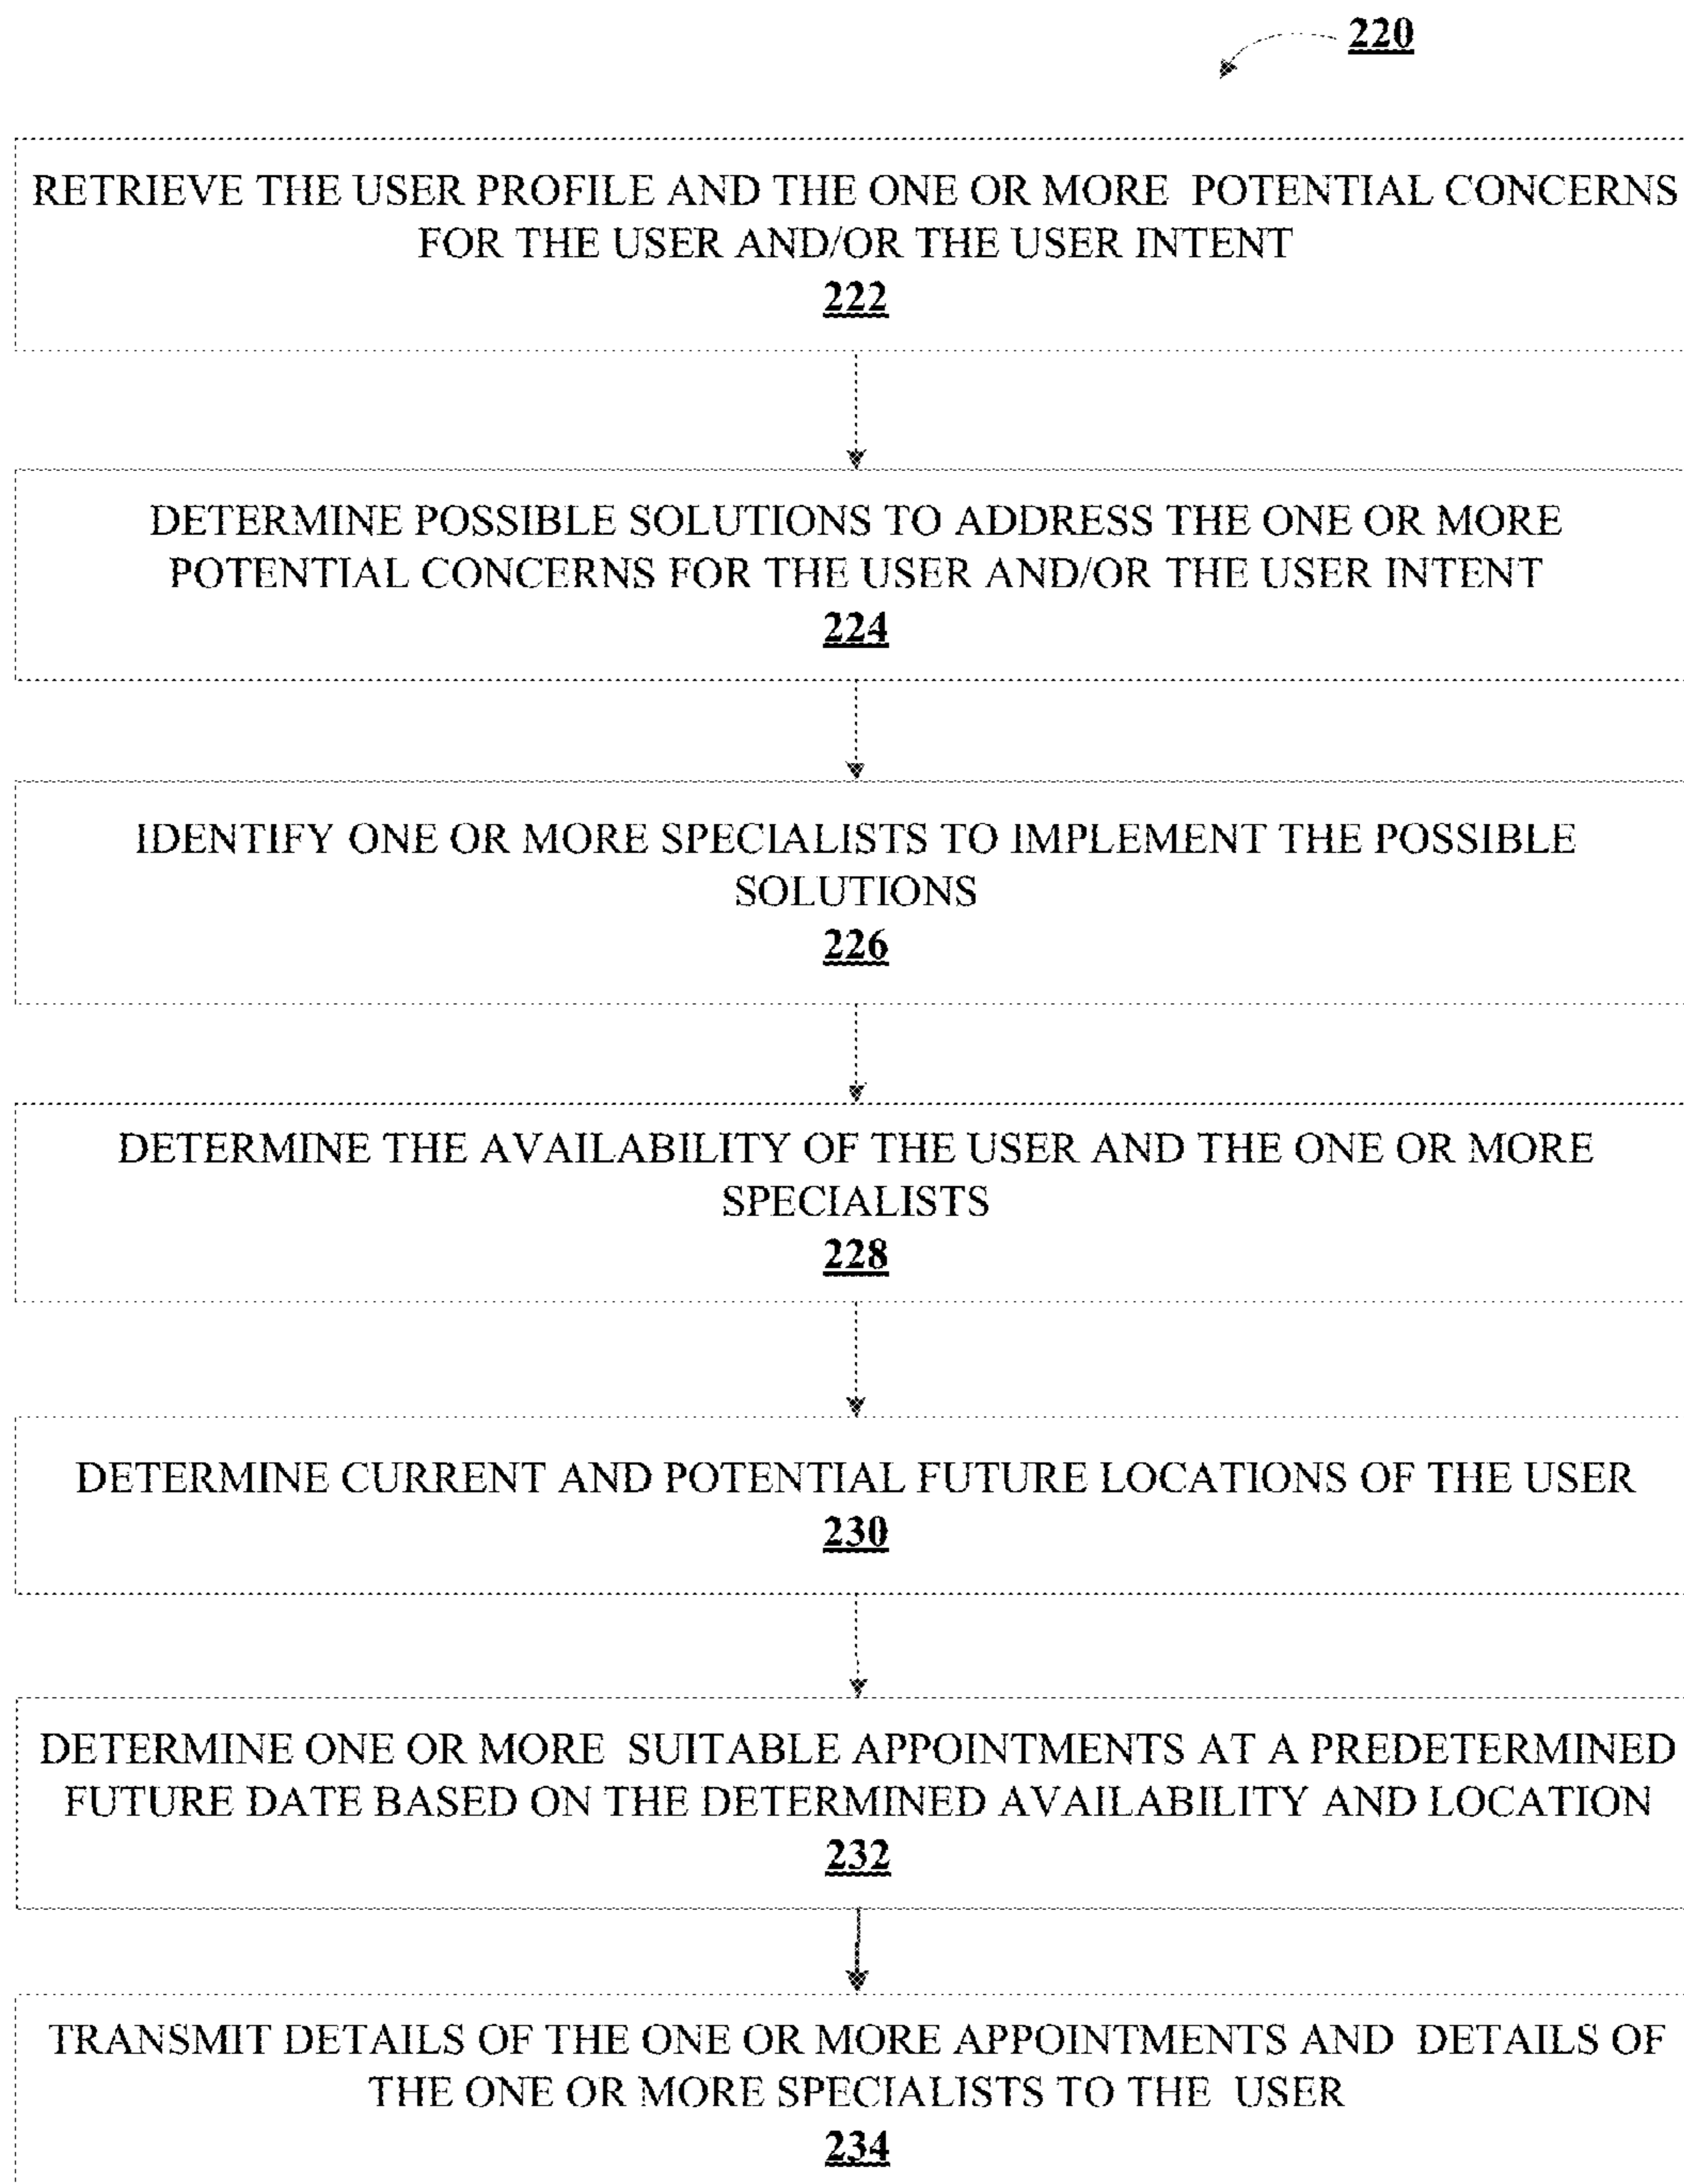 220
RETRIEVE THE USER PROFILE AND THE ONE OR MORE POTENTIAL CONCERNS
FOR THE USER AND/OR THE USER INTENT
222
DETERMINE POSSIBLE SOLUTIONS TO ADDRESS THE ONE OR MORE
POTENTIAL CONCERNS FOR THE USER AND/OR THE USER INTENT
224
IDENTIFY ONE OR MORE SPECIALISTS TO IMPLEMENT THE POSSIBLE
SOLUTIONS
226
DETERMINE THE AVAILABILITY OF THE USER AND THE ONE OR MORE
SPECIALISTS
228
DETERMINE CURRENT AND POTENTIAL FUTURE LOCATIONS OF THE USER
230
DETERMINE ONE OR MORE SUITABLE APPOINTMENTS AT A PREDETERMINED
FUTURE DATE BASED ON THE DETERMINED AVAILABILITY AND LOCATION
232
TRANSMIT DETAILS OF THE ONE OR MORE APPOINTMENTS AND DETAILS OF
THE ONE OR MORE SPECIALISTS TO THE USER
234